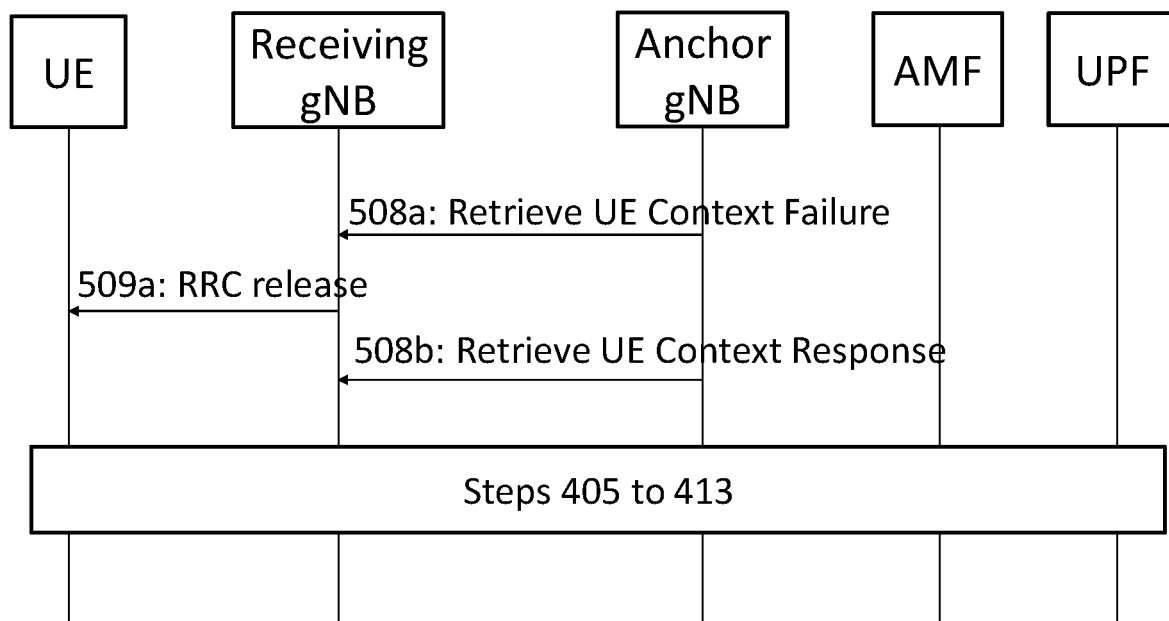 UE
Receiving
gNB
Anchor
gNB
AMF
UPF
508a: Retrieve UE Context Failure
509a: RRC release
508b: Retrieve UE Context Response
Steps 405 to 413